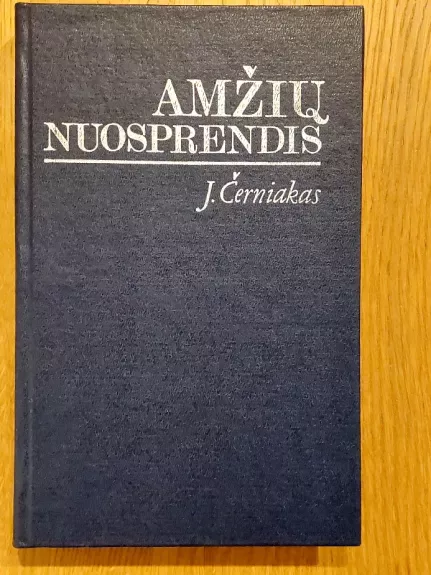 AMŽIŲ
NUOSPRENDIS
J. Černiakas